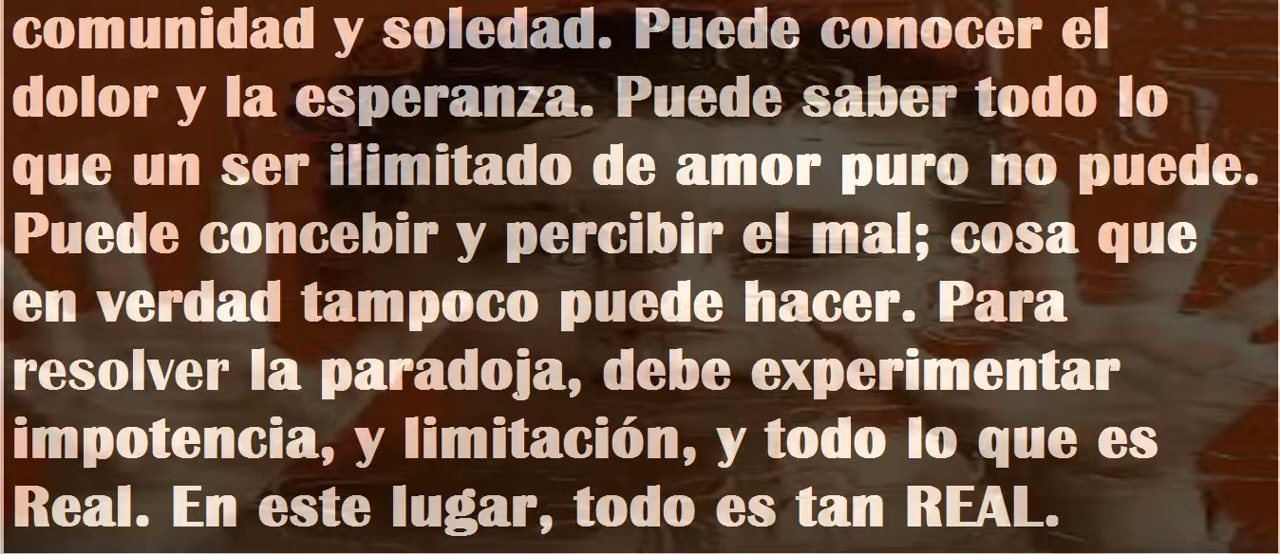 comunidad y soledad. Puede conocer el
dolor y la esperanza. Puede saber todo lo
que un ser ilimitado de amor puro no puede.
Puede concebir y percibir el mal; cosa que
en verdad tampoco puede hacer. Para
resolver la paradoja, debe experimentar
impotencia, y limitación, y todo lo que es
Real. En este lugar, todo es tan REAL.